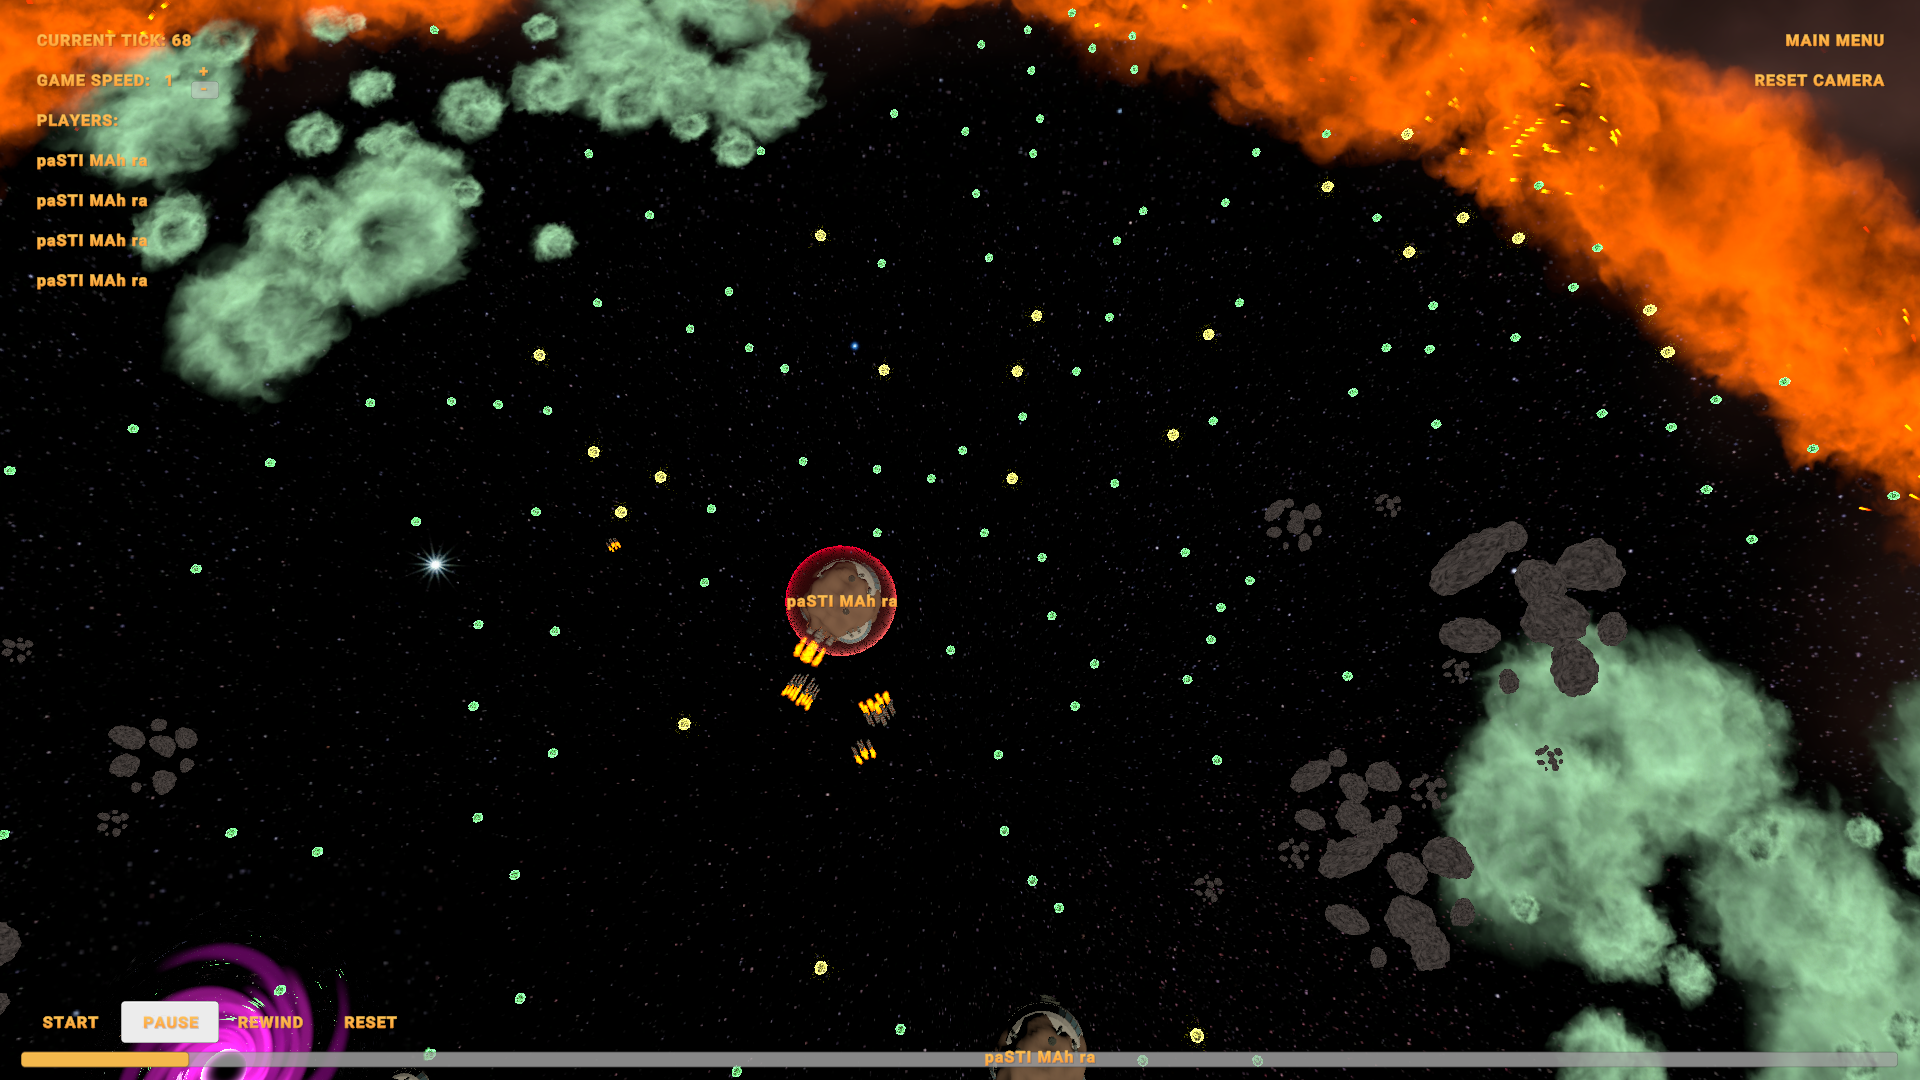 CURRENT TICK: 68
MAIN MENU
GAME SPEED: 1 + -
RESET CAMERA
PLAYERS:
paSTI MAh ra
paSTI MAh ra
paSTI MAh ra
paSTI MAh ra
paSTI MAh ra
START PAUSE REWIND RESET
paSTI MAh ra